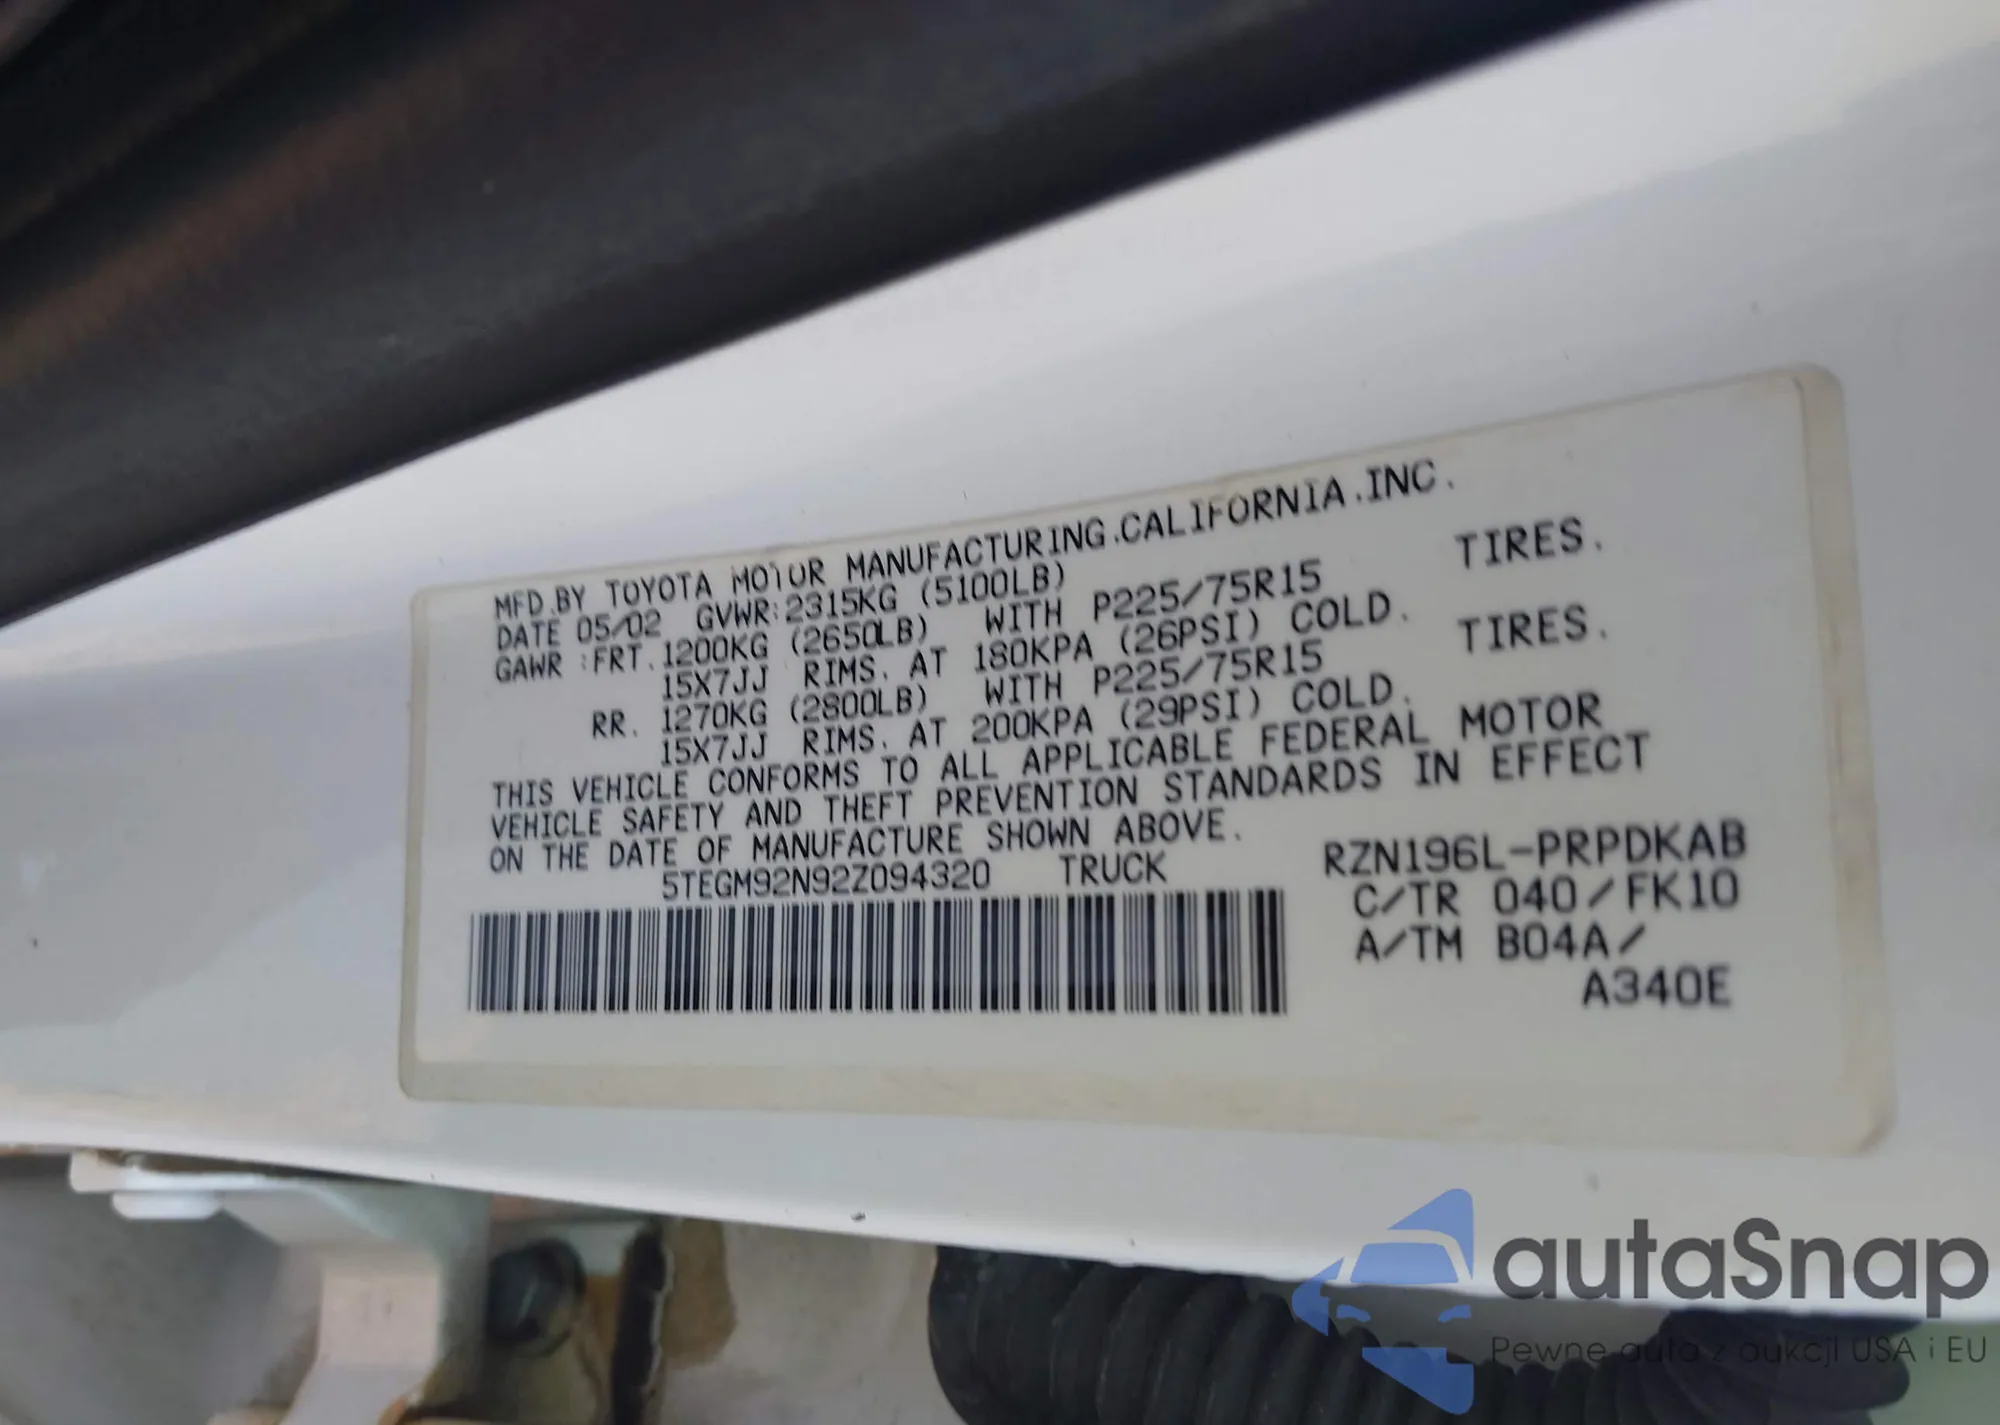 MFD.BY TOYOTA MOTOR MANUFACTURING.CALIFORNIA.INC.
DATE 05/02 GVWR:2315KG (5100LB)
GAWR :FRT. 1200KG (2650LB) WITH P225/75R15 TIRES.
15X7JJ RIMS. AT 180KPA (26PSI) COLD.
RR. 1270KG (2800LB) WITH P225/75R15 TIRES.
15X7JJ RIMS. AT 200KPA (29PSI) COLD.
THIS VEHICLE CONFORMS TO ALL APPLICABLE FEDERAL MOTOR
VEHICLE SAFETY AND THEFT PREVENTION STANDARDS IN EFFECT
ON THE DATE OF MANUFACTURE SHOWN ABOVE.
5TEGM92N92Z094320 TRUCK RZN196L-PRPDKAB
C/TR 040/FK10
A/TM B04A/
A340E
autaSnap
Pewne auta z aukcji USA i EU